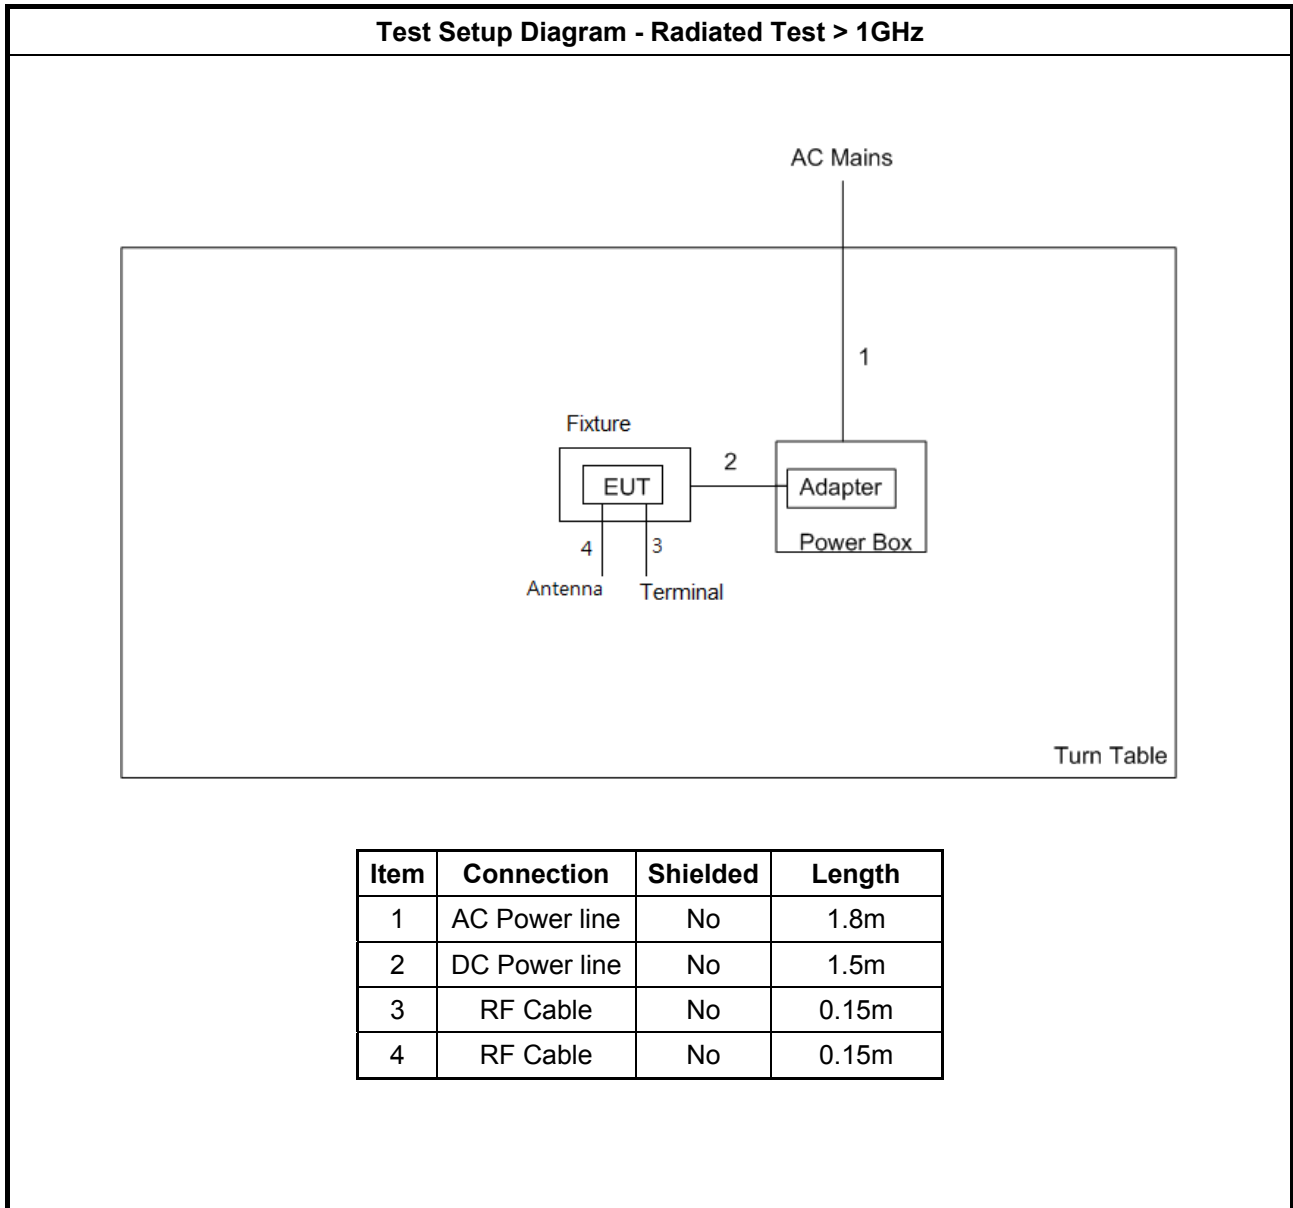 Test Setup Diagram - Radiated Test > 1GHz
AC Mains
1
Fixture
2
EUT
Adapter
Power Box
4
3
Antenna
Terminal
Turn Table
Item Connection Shielded Length
1 AC Power line No 1.8m
2 DC Power line No 1.5m
3 RF Cable No 0.15m
4 RF Cable No 0.15m